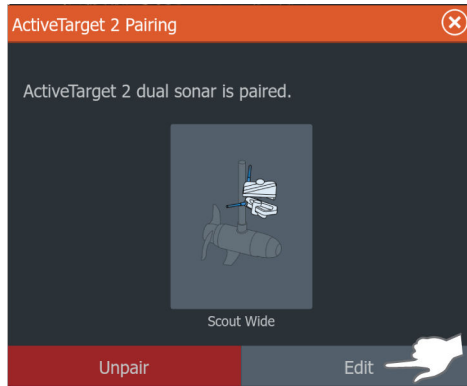 ActiveTarget 2 Pairing
ActiveTarget 2 dual sonar is paired.
Scout Wide
Unpair
Edit